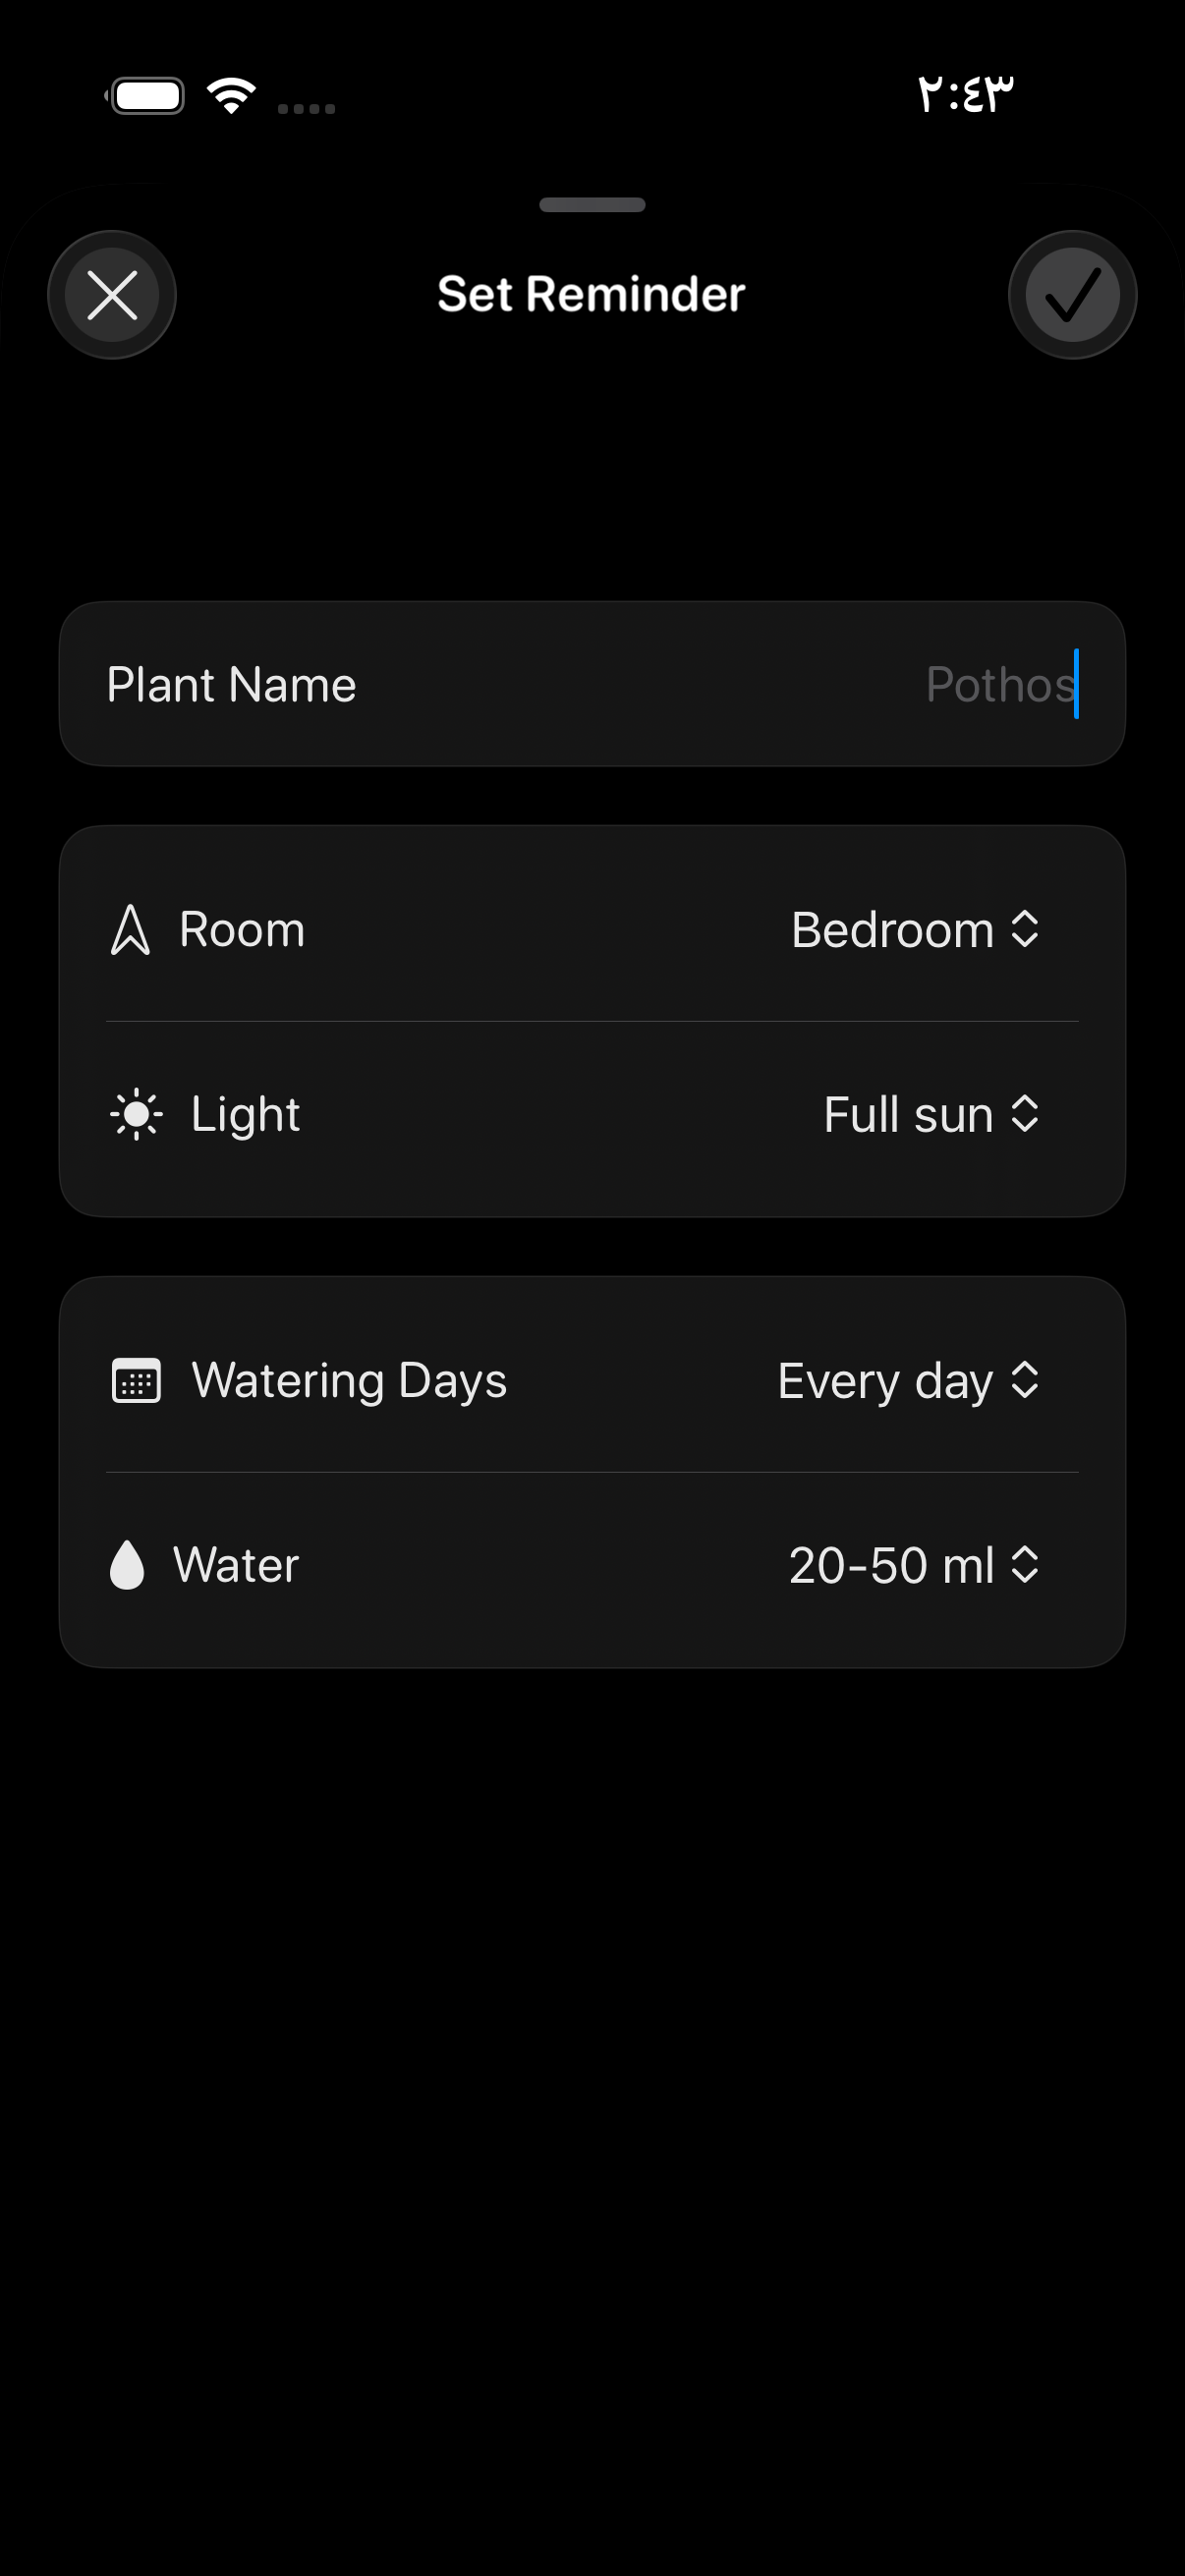 ٢:٤٣
Set Reminder
Plant Name Pothos
Room Bedroom
Light Full sun
Watering Days Every day
Water 20-50 ml